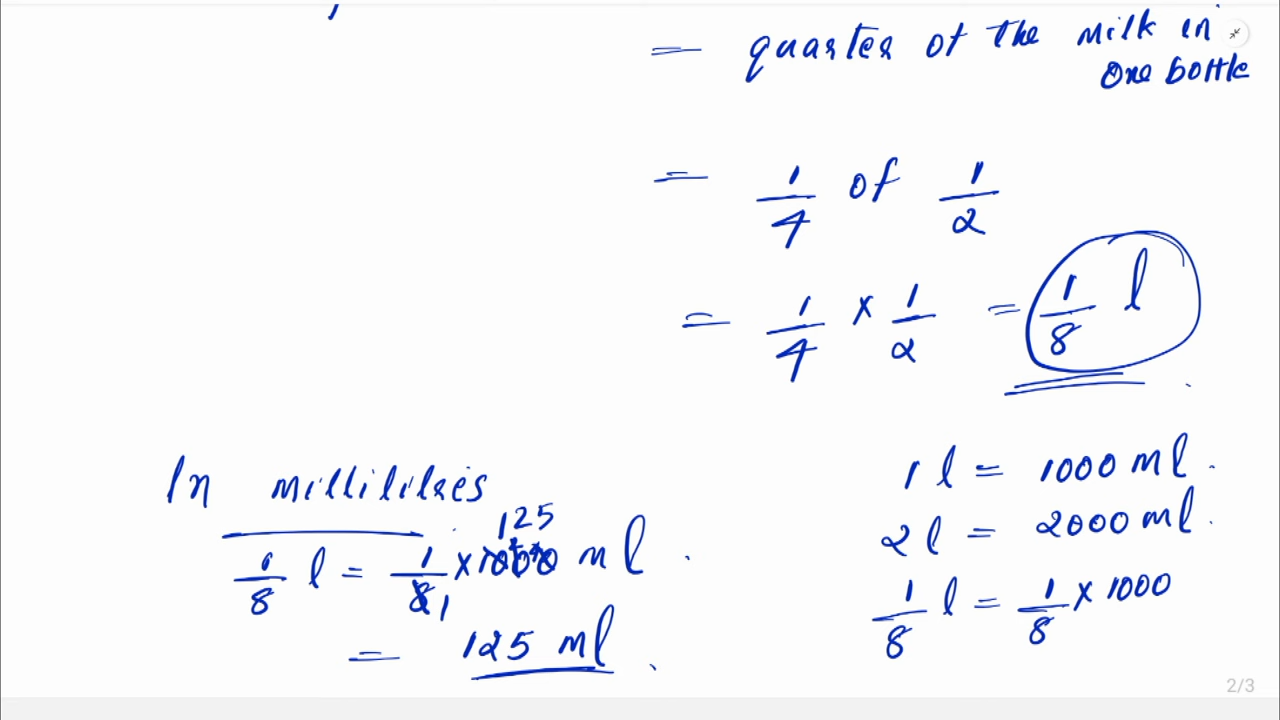 = quarter of the milk in
one bottle
= 1/4 of 1/2
= 1/4 × 1/2 = 1/8 l
In millilitres
1/8 l = 1/8 × 1000 ml
125
1
= 125 ml
1 l = 1000 ml
2 l = 2000 ml
1/8 l = 1/8 × 1000
2/3